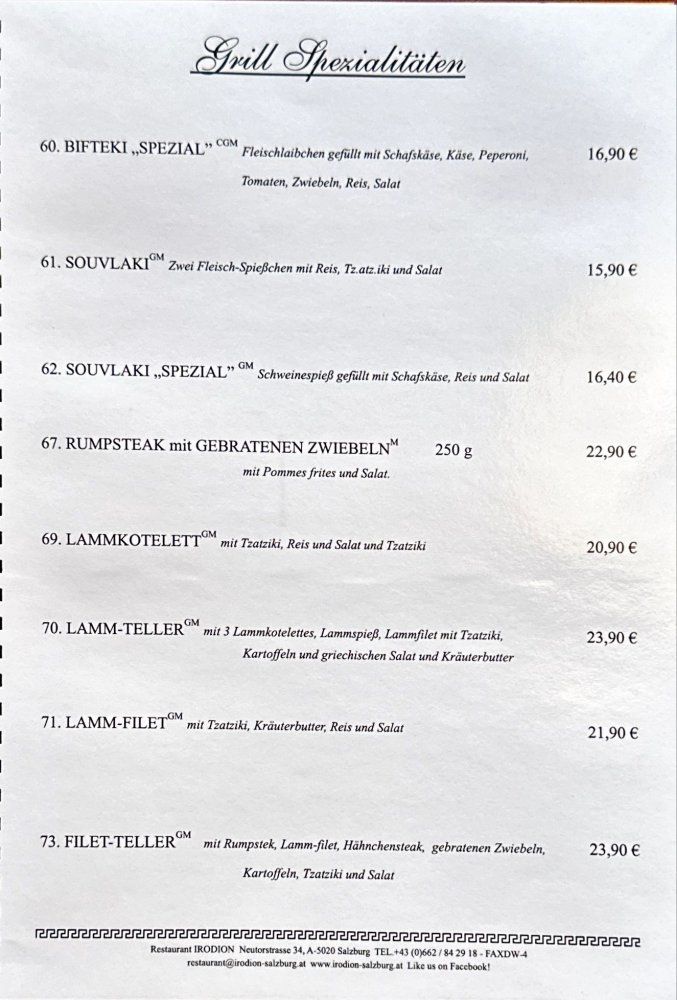 Grill Spezialitäten
60. BIFTEKI „SPEZIAL” CGM Fleischlaibchen gefüllt mit Schafskäse, Käse, Peperoni, 16,90 €
Tomaten, Zwiebeln, Reis, Salat
61. SOUVLAKI GM Zwei Fleisch-Spießchen mit Reis, Tz.atz.iki und Salat 15,90 €
62. SOUVLAKI „SPEZIAL” GM Schweinespieß gefüllt mit Schafskäse, Reis und Salat 16,40 €
67. RUMPSTEAK mit GEBRATENEN ZWIEBELN M 250 g 22,90 €
mit Pommes frites und Salat.
69. LAMMKOTELETT GM mit Tzatziki, Reis und Salat und Tzatziki 20,90 €
70. LAMM-TELLER GM mit 3 Lammkotelettes, Lammspieß, Lammfilet mit Tzatziki, 23,90 €
Kartoffeln und griechischen Salat und Kräuterbutter
71. LAMM-FILET GM mit Tzatziki, Kräuterbutter, Reis und Salat 21,90 €
73. FILET-TELLER GM mit Rumpstek, Lamm-filet, Hähnchensteak, gebratenen Zwiebeln, 23,90 €
Kartoffeln, Tzatziki und Salat
Restaurant IRODION Neutorstrasse 34, A-5020 Salzburg TEL.+43 (0)662 / 84 29 18 - FAXDW-4
restaurant@irodion-salzburg.at www.irodion-salzburg.at Like us on Facebook!